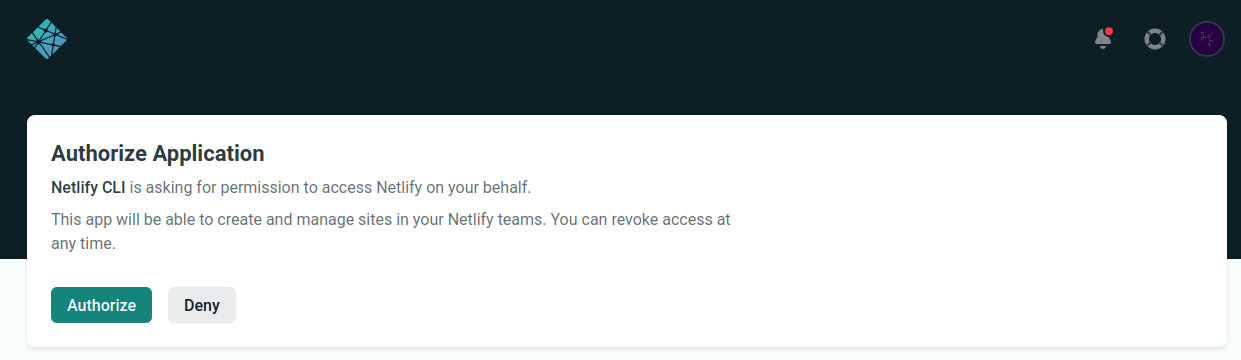 Authorize Application
Netlify CLI is asking for permission to access Netlify on your behalf.
This app will be able to create and manage sites in your Netlify teams. You can revoke access at
any time.
Authorize Deny